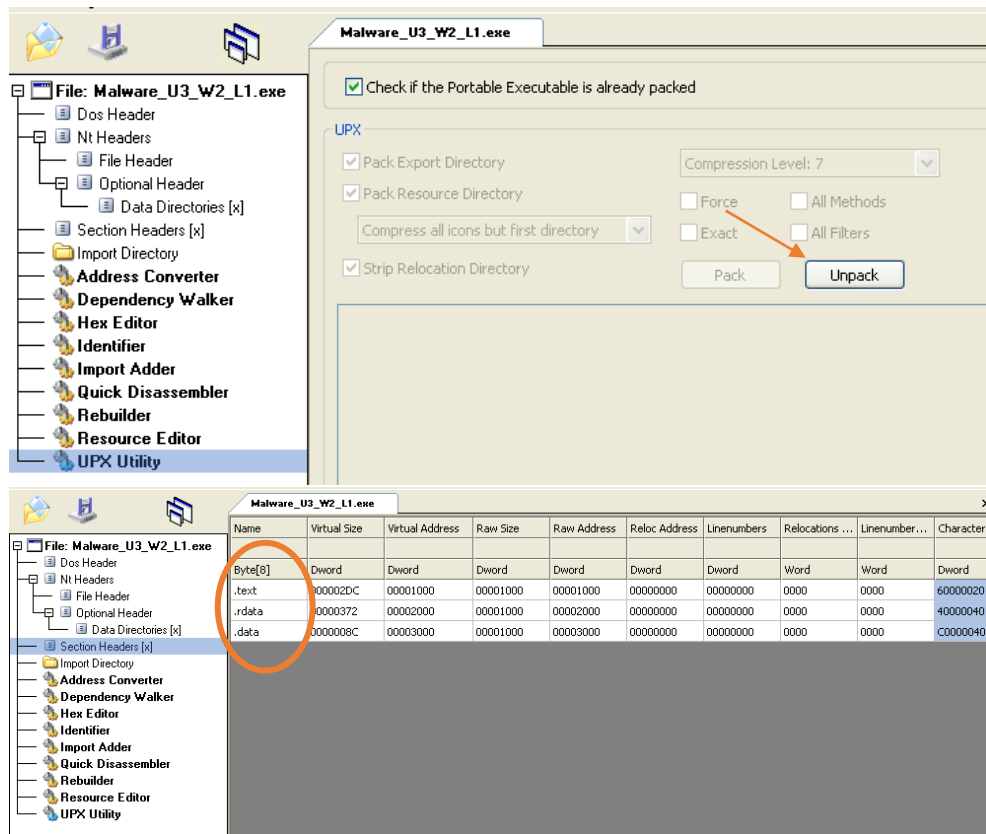 Malware_U3_W2_L1.exe
File: Malware_U3_W2_L1.exe
Dos Header
Nt Headers
File Header
Optional Header
Data Directories [x]
Section Headers [x]
Import Directory
Address Converter
Dependency Walker
Hex Editor
Identifier
Import Adder
Quick Disassembler
Rebuilder
Resource Editor
UPX Utility
Check if the Portable Executable is already packed
UPX
Pack Export Directory
Compression Level: 7
Pack Resource Directory
Force
All Methods
Compress all icons but first directory
Exact
All Filters
Strip Relocation Directory
Pack
Unpack
Malware_U3_W2_L1.exe
File: Malware_U3_W2_L1.exe
Dos Header
Nt Headers
File Header
Optional Header
Data Directories [x]
Section Headers [x]
Import Directory
Address Converter
Dependency Walker
Hex Editor
Identifier
Import Adder
Quick Disassembler
Rebuilder
Resource Editor
UPX Utility
Name Virtual Size Virtual Address Raw Size Raw Address Reloc Address Linenumbers Relocations ... Linenumber... Character
Byte[8] Dword Dword Dword Dword Dword Dword Word Word Dword
.text 000002DC 00001000 00001000 00001000 00000000 00000000 0000 0000 60000020
.rdata 00000372 00002000 00001000 00002000 00000000 00000000 0000 0000 40000040
.data 0000008C 00003000 00001000 00003000 00000000 00000000 0000 0000 C0000040